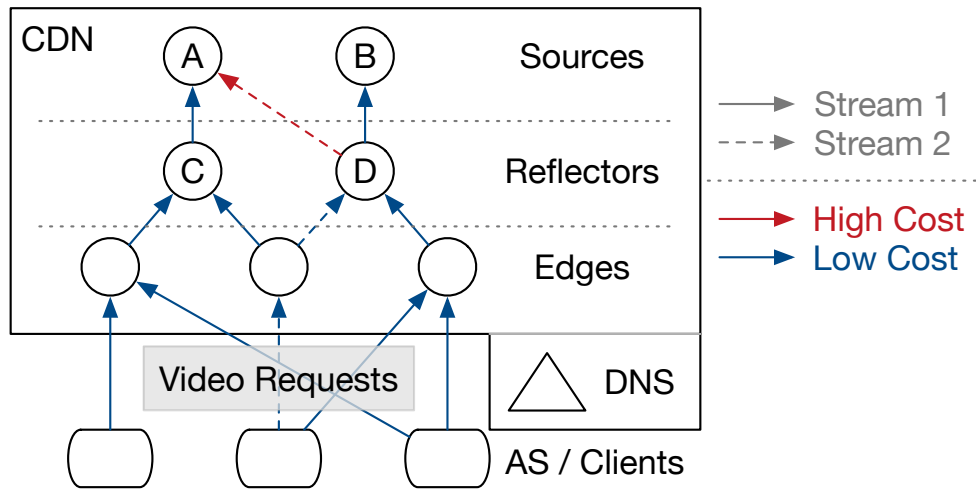 CDN
A
B
Sources
Stream 1
Stream 2
C
D
Reflectors
High Cost
Low Cost
Edges
Video Requests
DNS
AS / Clients